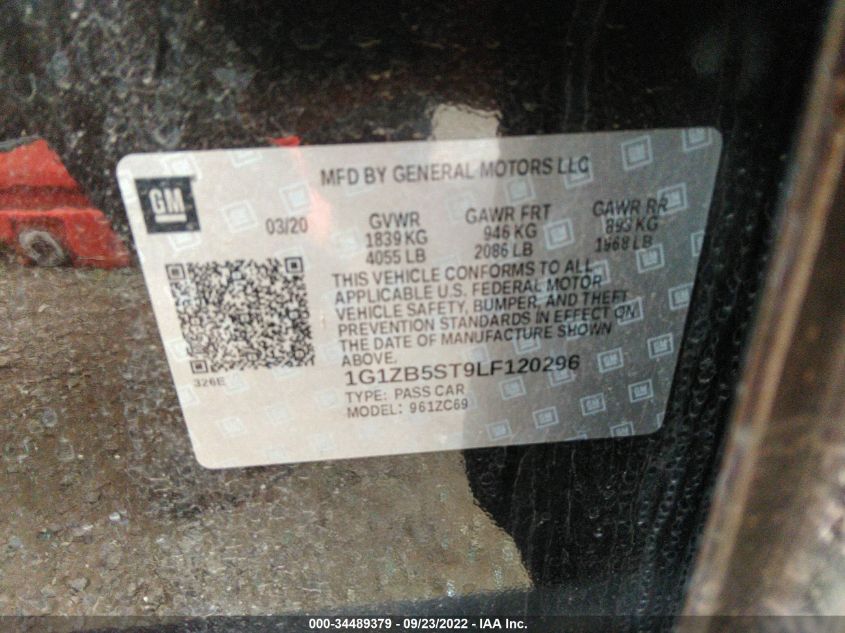 MFD BY GENERAL MOTORS LLC
GM
03/20
GVWR GAWR FRT GAWR RR
1839 KG 946 KG 893 KG
4055 LB 2086 LB 1968 LB
THIS VEHICLE CONFORMS TO ALL
APPLICABLE U.S. FEDERAL MOTOR
VEHICLE SAFETY, BUMPER, AND THEFT
PREVENTION STANDARDS IN EFFECT ON
THE DATE OF MANUFACTURE SHOWN
ABOVE.
326E
1G1ZB5ST9LF120296
TYPE: PASS CAR
MODEL: 961ZC69
000-34489379 - 09/23/2022 - IAA Inc.